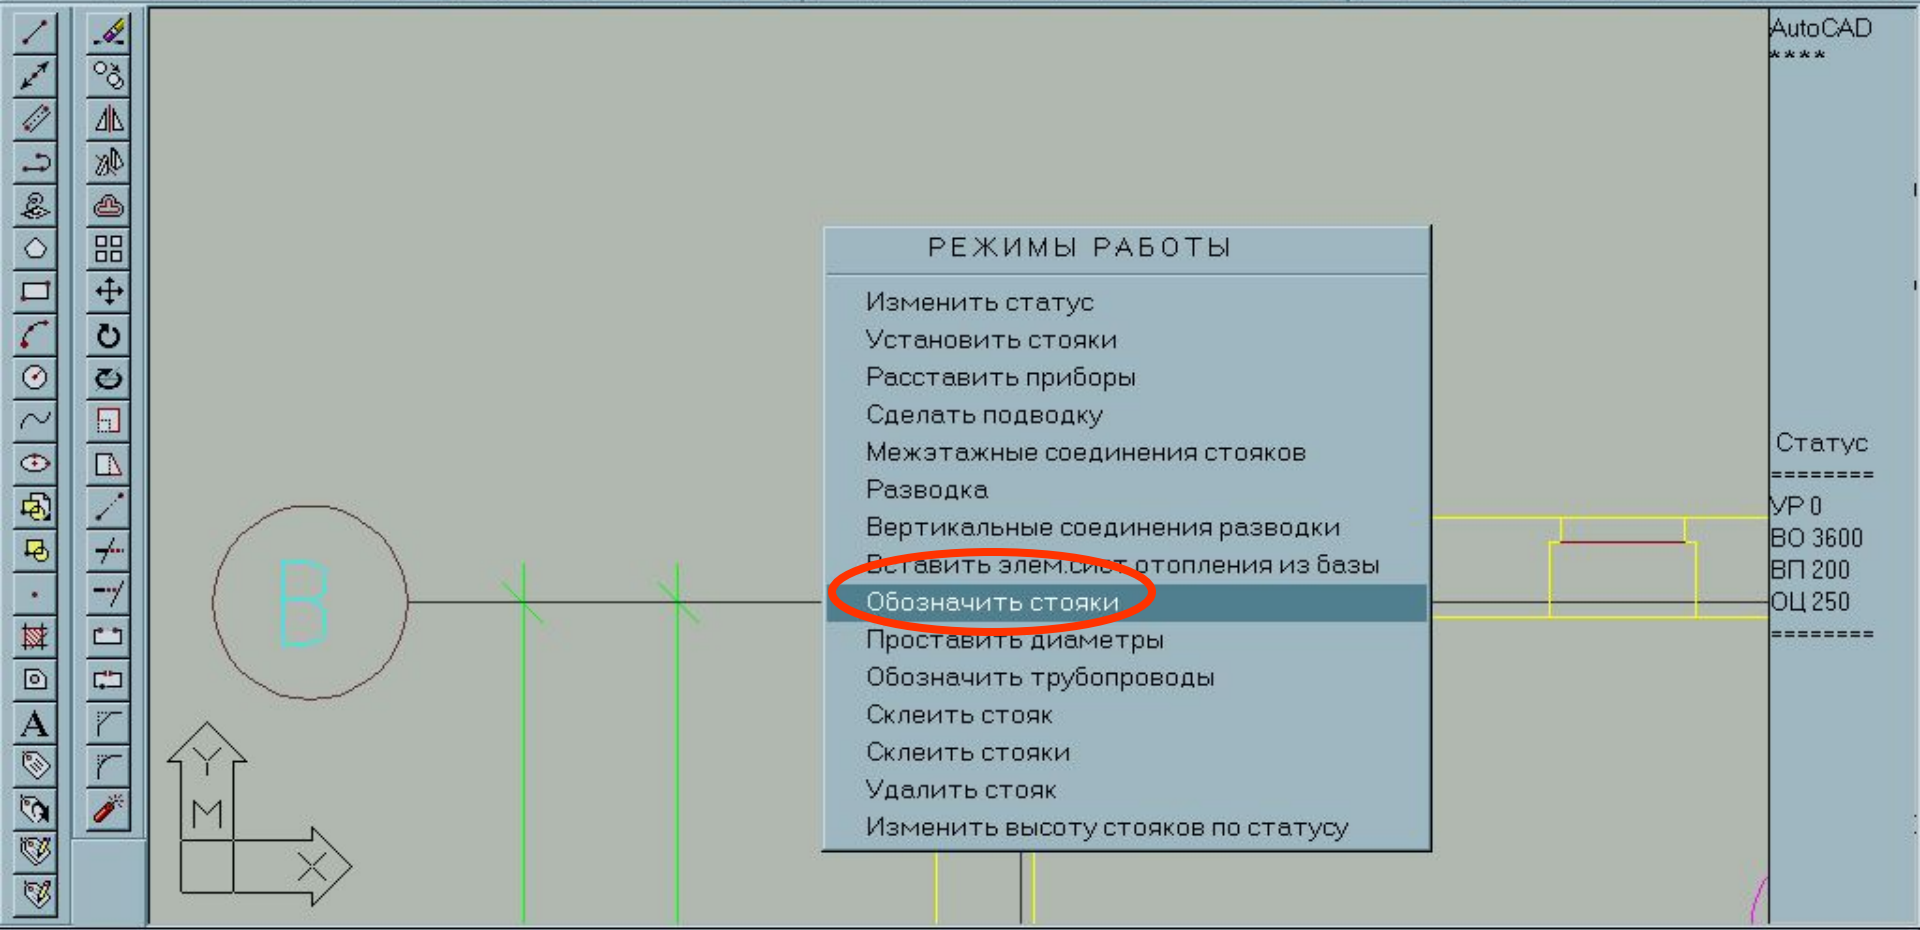 AutoCAD
****
РЕЖИМЫ РАБОТЫ
Изменить статус
Установить стояки
Расставить приборы
Сделать подводку
Межэтажные соединения стояков
Разводка
Вертикальные соединения разводки
Вставить элем.сист отопления из базы
Обозначить стояки
Проставить диаметры
Обозначить трубопроводы
Склеить стояк
Склеить стояки
Удалить стояк
Изменить высоту стояков по статусу
Статус
========
УР 0
ВО 3600
ВП 200
ОЦ 250
========
В
Y
М
X
A